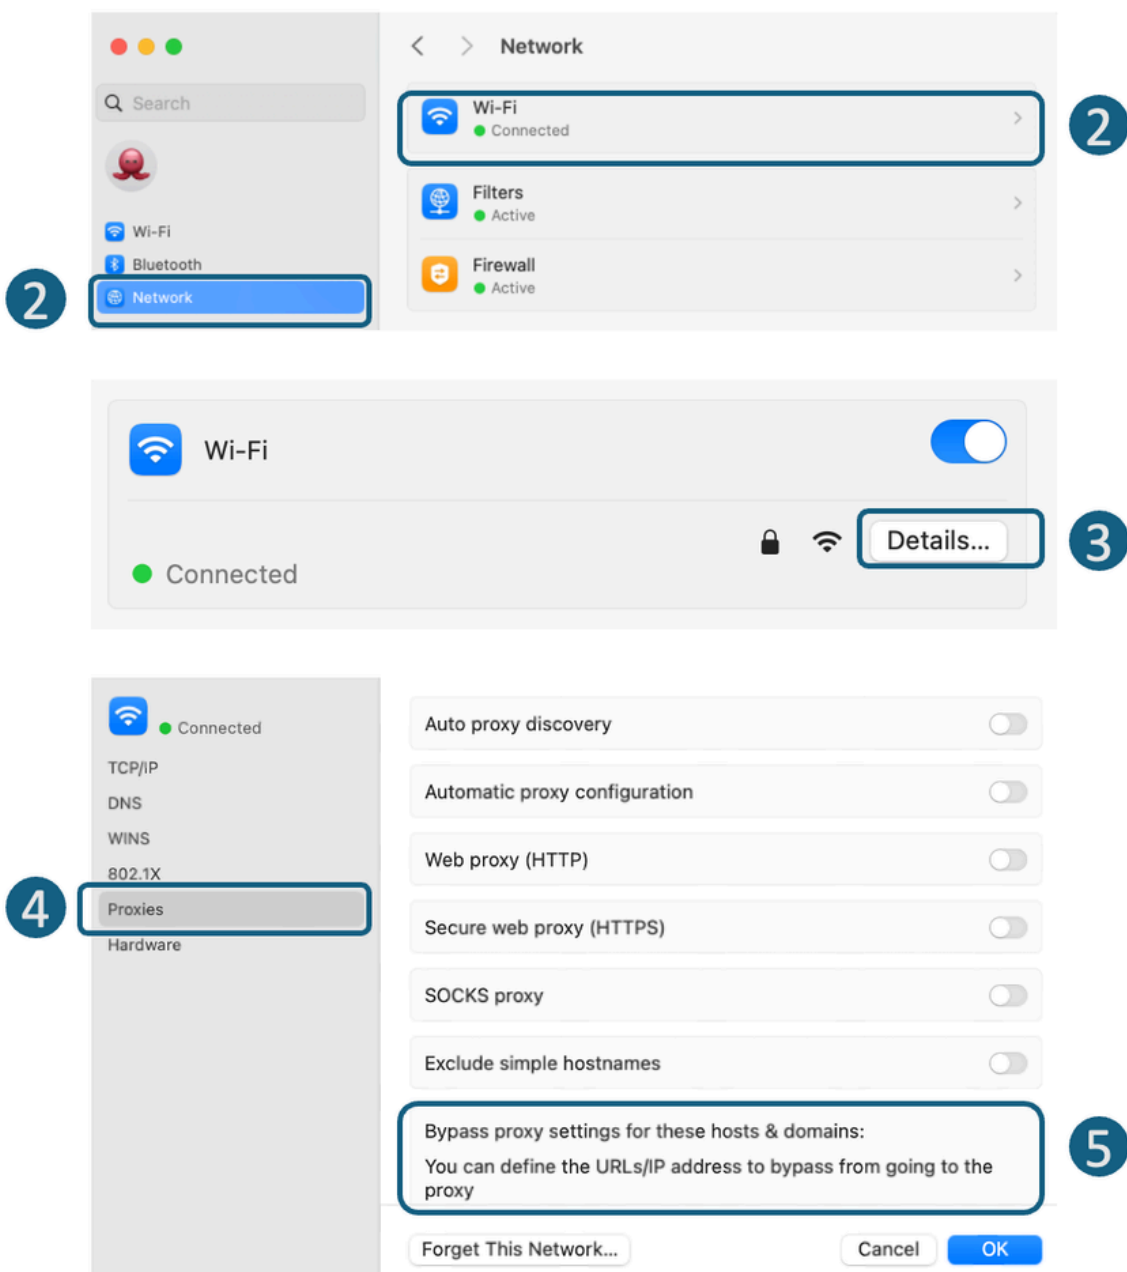 Network
Search
Wi-Fi
Connected
2
Filters
Active
Wi-Fi
Bluetooth
Firewall
Active
2
Network
Wi-Fi
Details...
3
Connected
Connected
TCP/IP
DNS
WINS
802.1X
4
Proxies
Hardware
Auto proxy discovery
Automatic proxy configuration
Web proxy (HTTP)
Secure web proxy (HTTPS)
SOCKS proxy
Exclude simple hostnames
Bypass proxy settings for these hosts & domains:
You can define the URLs/IP address to bypass from going to the
proxy
5
Forget This Network...
Cancel
OK